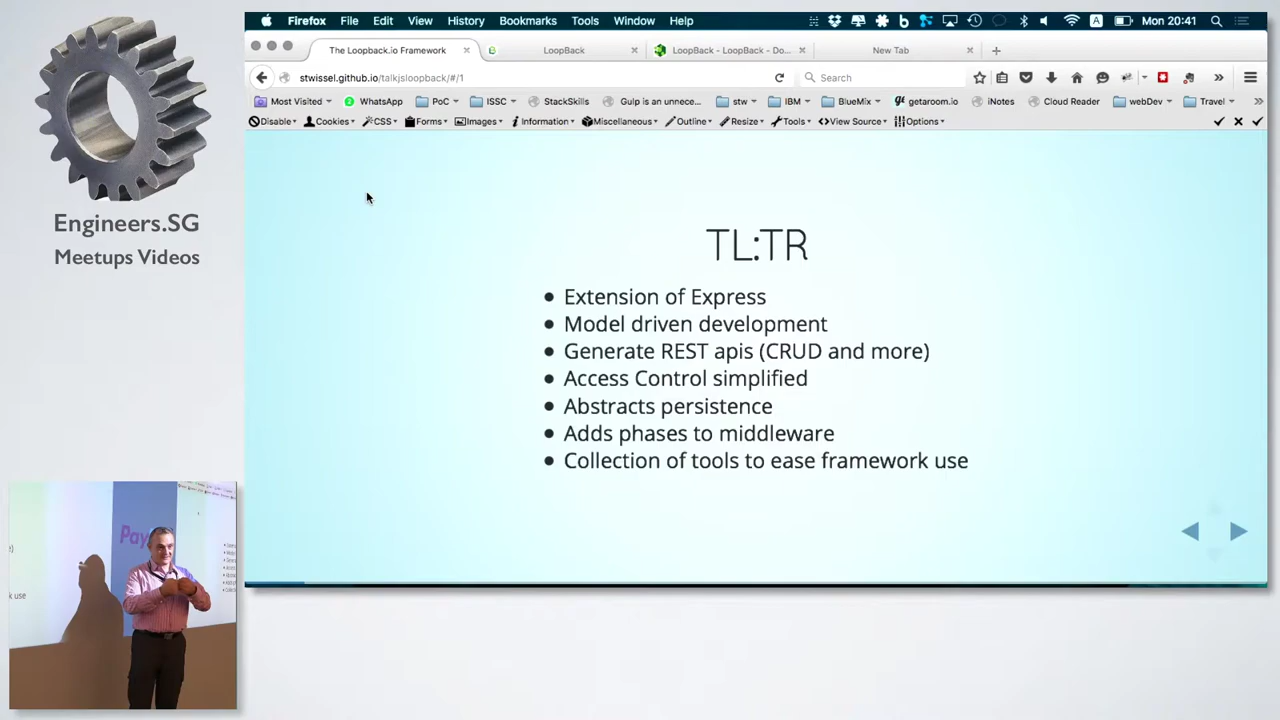 Engineers.SG
Meetups Videos
Firefox File Edit View History Bookmarks Tools Window Help
A Mon 20:41
The Loopback.io Framework
LoopBack
LoopBack - LoopBack - Do...
New Tab
stwissel.github.io/talkjsloopback/#/1
Search
Most Visited WhatsApp PoC ISSC StackSkills Gulp is an unnece... stw IBM BlueMix getaroom.io iNotes Cloud Reader webDev Travel
Disable Cookies CSS Forms Images Information Miscellaneous Outline Resize Tools View Source Options
TL:TR
Extension of Express
Model driven development
Generate REST apis (CRUD and more)
Access Control simplified
Abstracts persistence
Adds phases to middleware
Collection of tools to ease framework use
Pay
k use